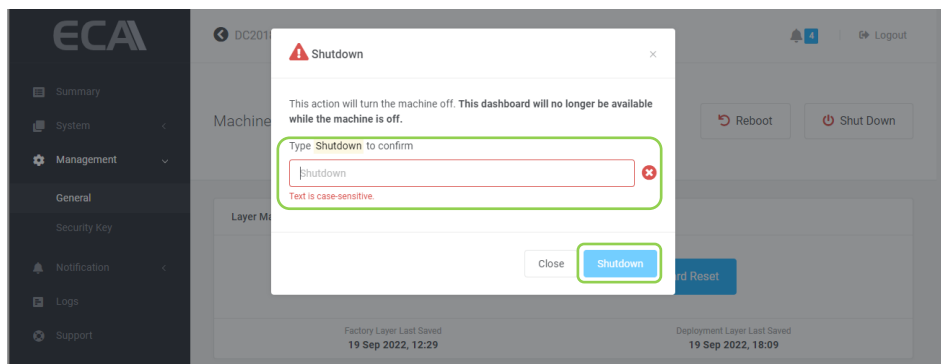 ECA
DC201
4
Logout
Shutdown
×
Summary
This action will turn the machine off. This dashboard will no longer be available
while the machine is off.
System
Machine
Reboot
Shut Down
Type Shutdown to confirm
Management
Shutdown
Text is case-sensitive.
General
Layer Ma
Security Key
Close
Shutdown
Notification
rd Reset
Logs
Support
Factory Layer Last Saved
19 Sep 2022, 12:29
Deployment Layer Last Saved
19 Sep 2022, 18:09